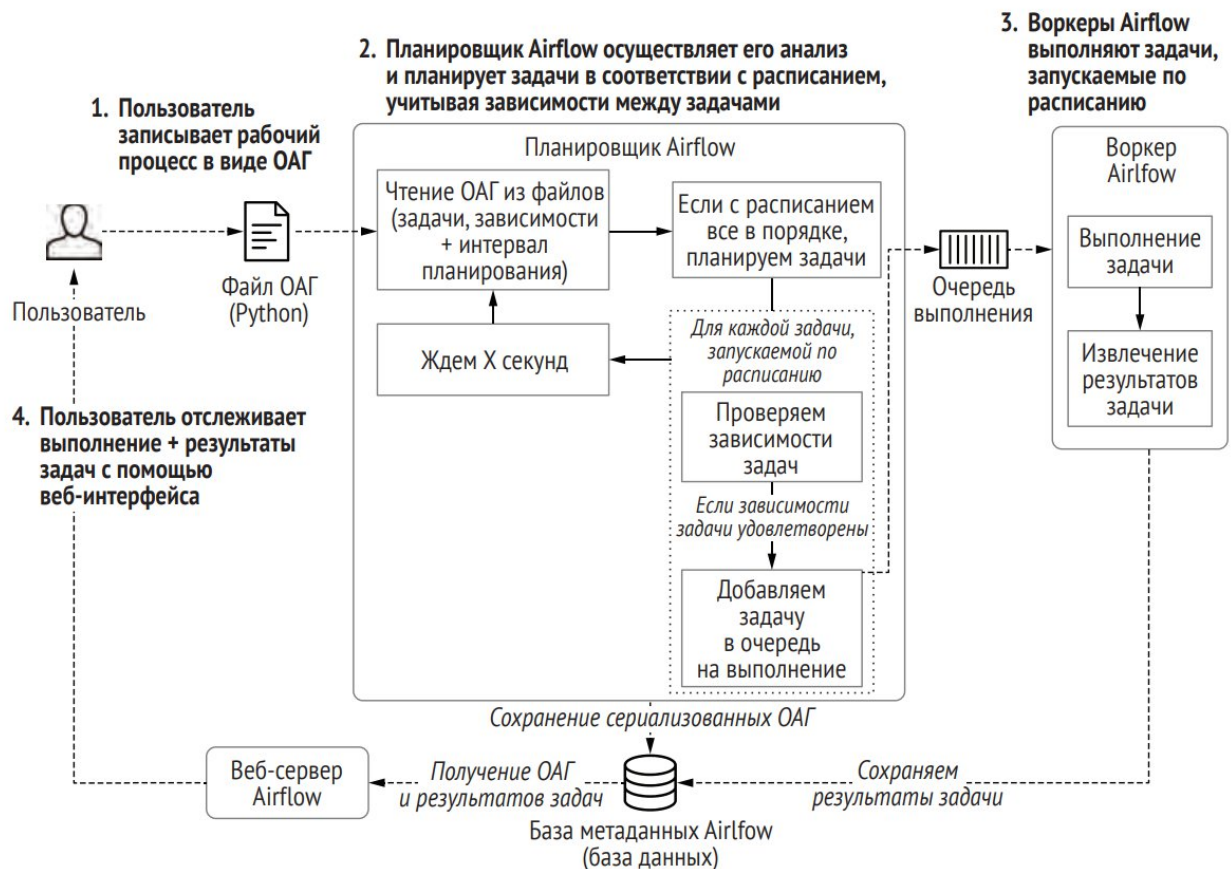 1. Пользователь
записывает рабочий
процесс в виде ОАГ
2. Планировщик Airflow осуществляет его анализ
и планирует задачи в соответствии с расписанием,
учитывая зависимости между задачами
3. Воркеры Airflow
выполняют задачи,
запускаемые по
расписанию
Пользователь
Файл ОАГ
(Python)
Планировщик Airflow
Чтение ОАГ из файлов
(задачи, зависимости
+ интервал
планирования)
Если с расписанием
все в порядке,
планируем задачи
Ждем X секунд
Для каждой задачи,
запускаемой по
расписанию
Проверяем
зависимости
задач
Если зависимости
задачи удовлетворены
Добавляем
задачу
в очередь
на выполнение
Очередь
выполнения
Воркер
Airlfow
Выполнение
задачи
Извлечение
результатов
задачи
4. Пользователь отслеживает
выполнение + результаты
задач с помощью
веб-интерфейса
Сохранение сериализованных ОАГ
Веб-сервер
Airflow
Получение ОАГ
и результатов задач
Сохраняем
результаты задачи
База метаданных Airlfow
(база данных)